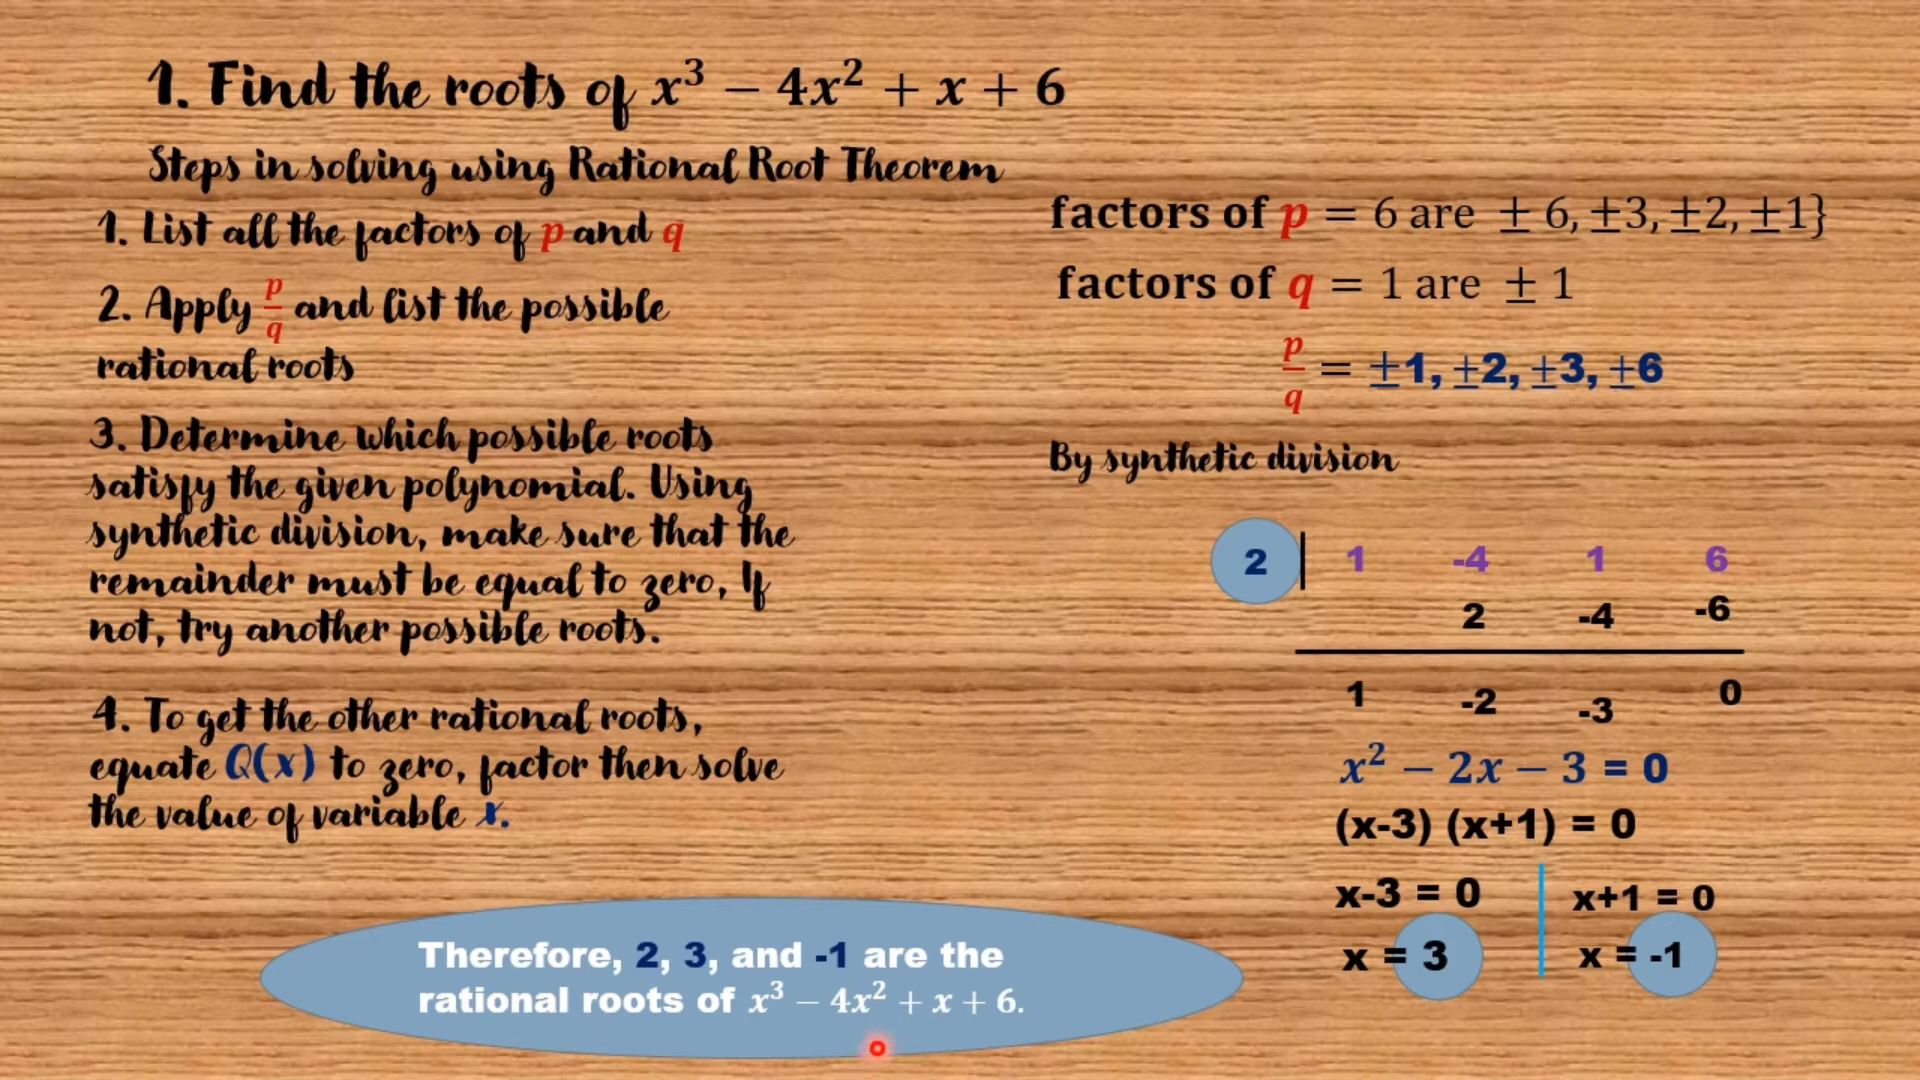 1. Find the roots of x³ − 4x² + x + 6
Steps in solving using Rational Root Theorem
1. List all the factors of p and q
2. Apply p/q and list the possible
rational roots
3. Determine which possible roots
satisfy the given polynomial. Using
synthetic division, make sure that the
remainder must be equal to zero, If
not, try another possible roots.
4. To get the other rational roots,
equate Q(x) to zero, factor then solve
the value of variable x.
factors of p = 6 are ± 6, ±3, ±2, ±1}
factors of q = 1 are ± 1
p/q = ±1, ±2, ±3, ±6
By synthetic division
2 | 1 -4 1 6
2 -4 -6
1 -2 -3 0
x² − 2x − 3 = 0
(x-3) (x+1) = 0
x-3 = 0 x+1 = 0
x = 3 x = -1
Therefore, 2, 3, and -1 are the
rational roots of x³ − 4x² + x + 6.